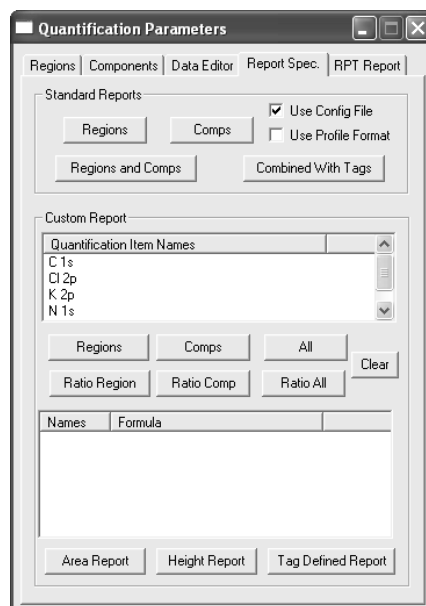 Quantification Parameters
Regions Components Data Editor Report Spec. RPT Report
Standard Reports
Use Config File
Regions Comps
Use Profile Format
Regions and Comps Combined With Tags
Custom Report
Quantification Item Names
C 1s
Cl 2p
K 2p
N 1s
Regions Comps All
Clear
Ratio Region Ratio Comp Ratio All
Names Formula
Area Report Height Report Tag Defined Report